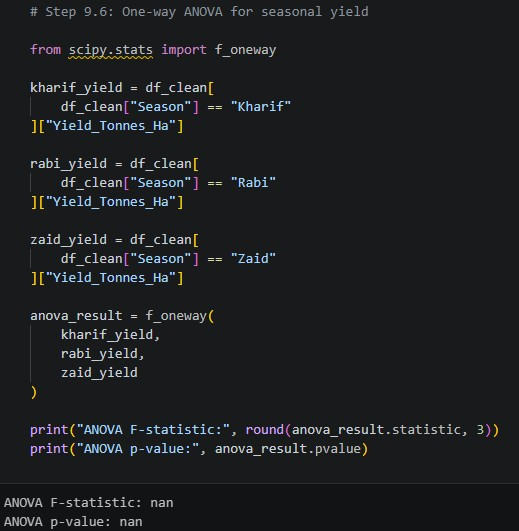 # Step 9.6: One-way ANOVA for seasonal yield
from scipy.stats import f_oneway
kharif_yield = df_clean[
    df_clean["Season"] == "Kharif"
]["Yield_Tonnes_Ha"]
rabi_yield = df_clean[
    df_clean["Season"] == "Rabi"
]["Yield_Tonnes_Ha"]
zaid_yield = df_clean[
    df_clean["Season"] == "Zaid"
]["Yield_Tonnes_Ha"]
anova_result = f_oneway(
    kharif_yield,
    rabi_yield,
    zaid_yield
)
print("ANOVA F-statistic:", round(anova_result.statistic, 3))
print("ANOVA p-value:", anova_result.pvalue)
ANOVA F-statistic: nan
ANOVA p-value: nan